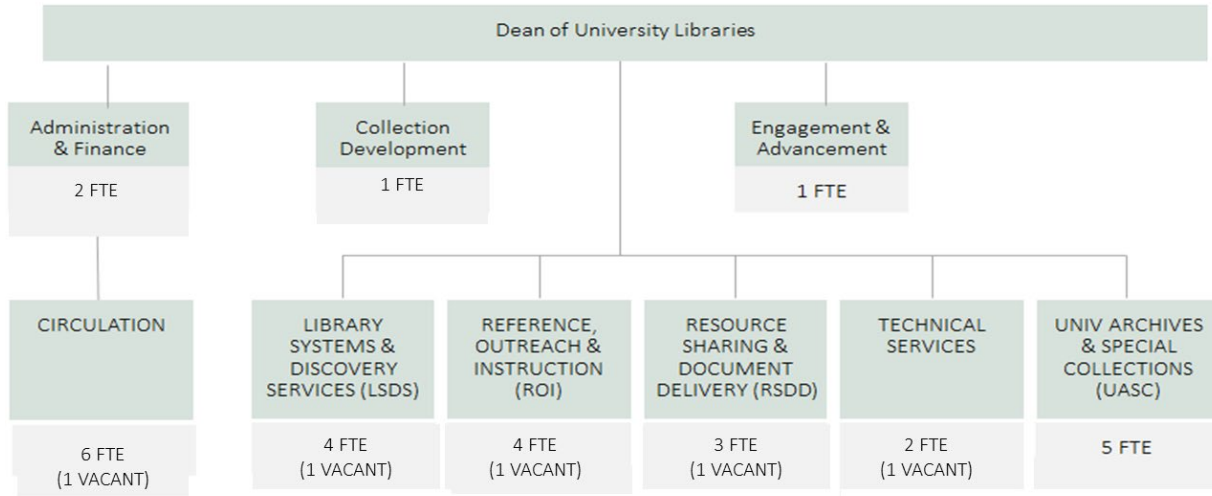 Dean of University Libraries
Administration
& Finance
2 FTE
Collection
Development
1 FTE
Engagement &
Advancement
1 FTE
CIRCULATION
6 FTE
(1 VACANT)
LIBRARY
SYSTEMS &
DISCOVERY
SERVICES (LSDS)
4 FTE
(1 VACANT)
REFERENCE,
OUTREACH &
INSTRUCTION
(ROI)
4 FTE
(1 VACANT)
RESOURCE
SHARING &
DOCUMENT
DELIVERY (RSDD)
3 FTE
(1 VACANT)
TECHNICAL
SERVICES
2 FTE
(1 VACANT)
UNIV ARCHIVES
& SPECIAL
COLLECTIONS
(UASC)
5 FTE